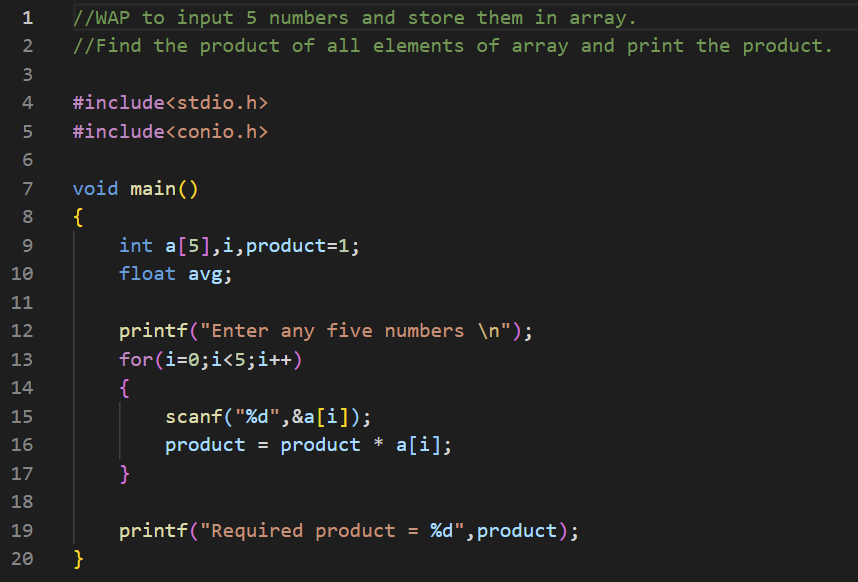 1 //WAP to input 5 numbers and store them in array.
2 //Find the product of all elements of array and print the product.
3
4 #include<stdio.h>
5 #include<conio.h>
6
7 void main()
8 {
9     int a[5],i,product=1;
10     float avg;
11
12     printf("Enter any five numbers \n");
13     for(i=0;i<5;i++)
14     {
15         scanf("%d",&a[i]);
16         product = product * a[i];
17     }
18
19     printf("Required product = %d",product);
20 }